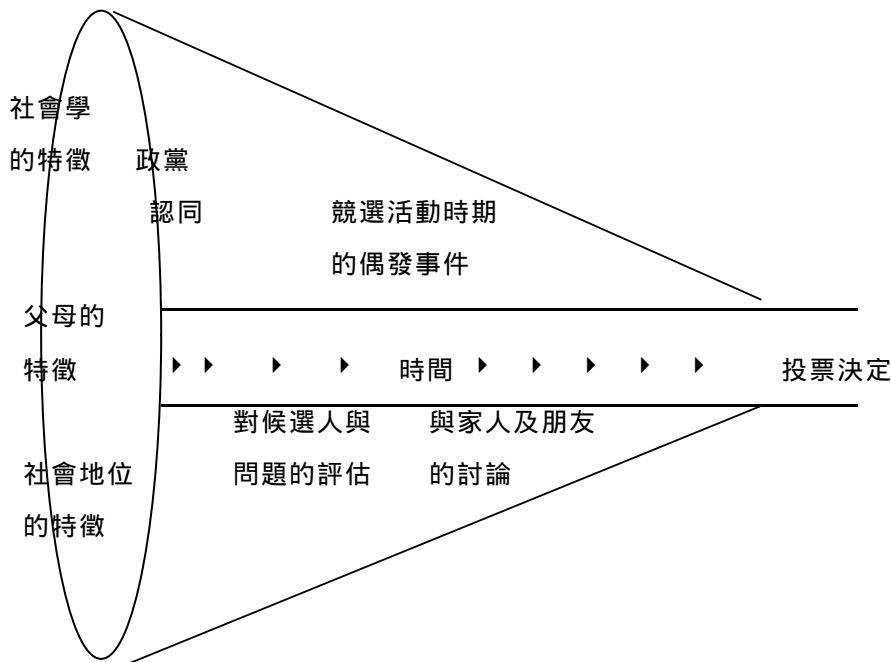 社會學
的特徵 政黨
認同 競選活動時期
的偶發事件
父母的
特徵 時間 投票決定
對候選人與 與家人及朋友
社會地位 問題的評估 的討論
的特徵